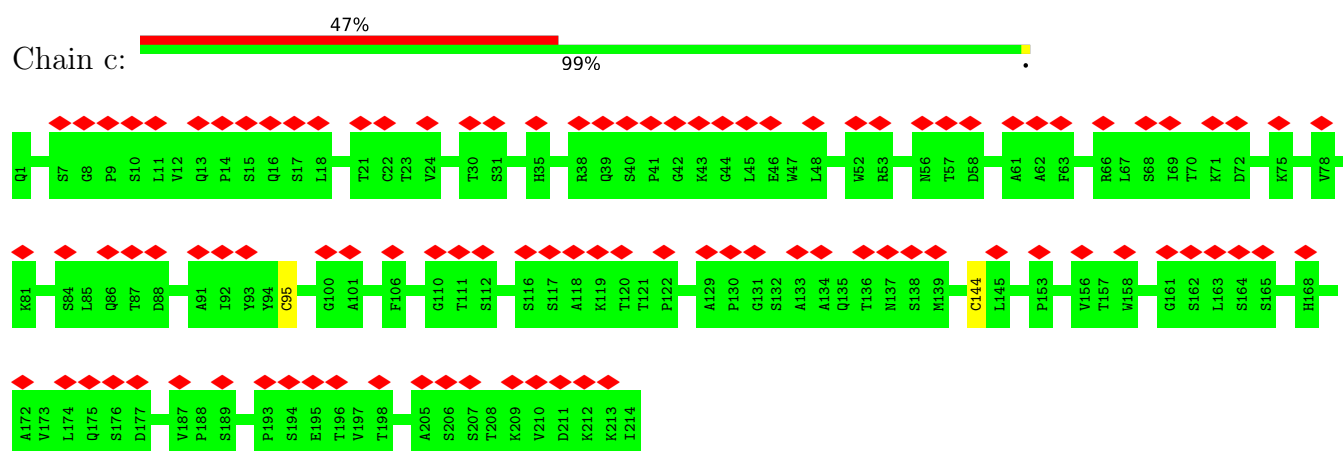 47%
Chain c:
99%
.
Q1 S7 G8 P9 S10 L11 V12 Q13 P14 S15 Q16 S17 L18 T21 C22 T23 V24 T30 S31 H35 R38 Q39 S40 P41 G42 K43 G44 L45 E46 W47 L48 W52 R53 N56 T57 D58 A61 A62 F63 R66 L67 S68 I69 T70 K71 D72 K75 V78
K81 S84 L85 Q86 T87 D88 A91 I92 Y93 Y94 C95 G100 A101 F106 G110 T111 S112 S116 S117 A118 K119 T120 T121 P122 A129 P130 G131 S132 A133 A134 Q135 T136 N137 S138 M139 C144 L145 P153 V156 T157 W158 G161 S162 L163 S164 S165 H168
A172 V173 L174 Q175 S176 D177 V187 P188 S189 P193 S194 E195 T196 V197 T198 A205 S206 S207 T208 K209 V210 D211 K212 K213 I214